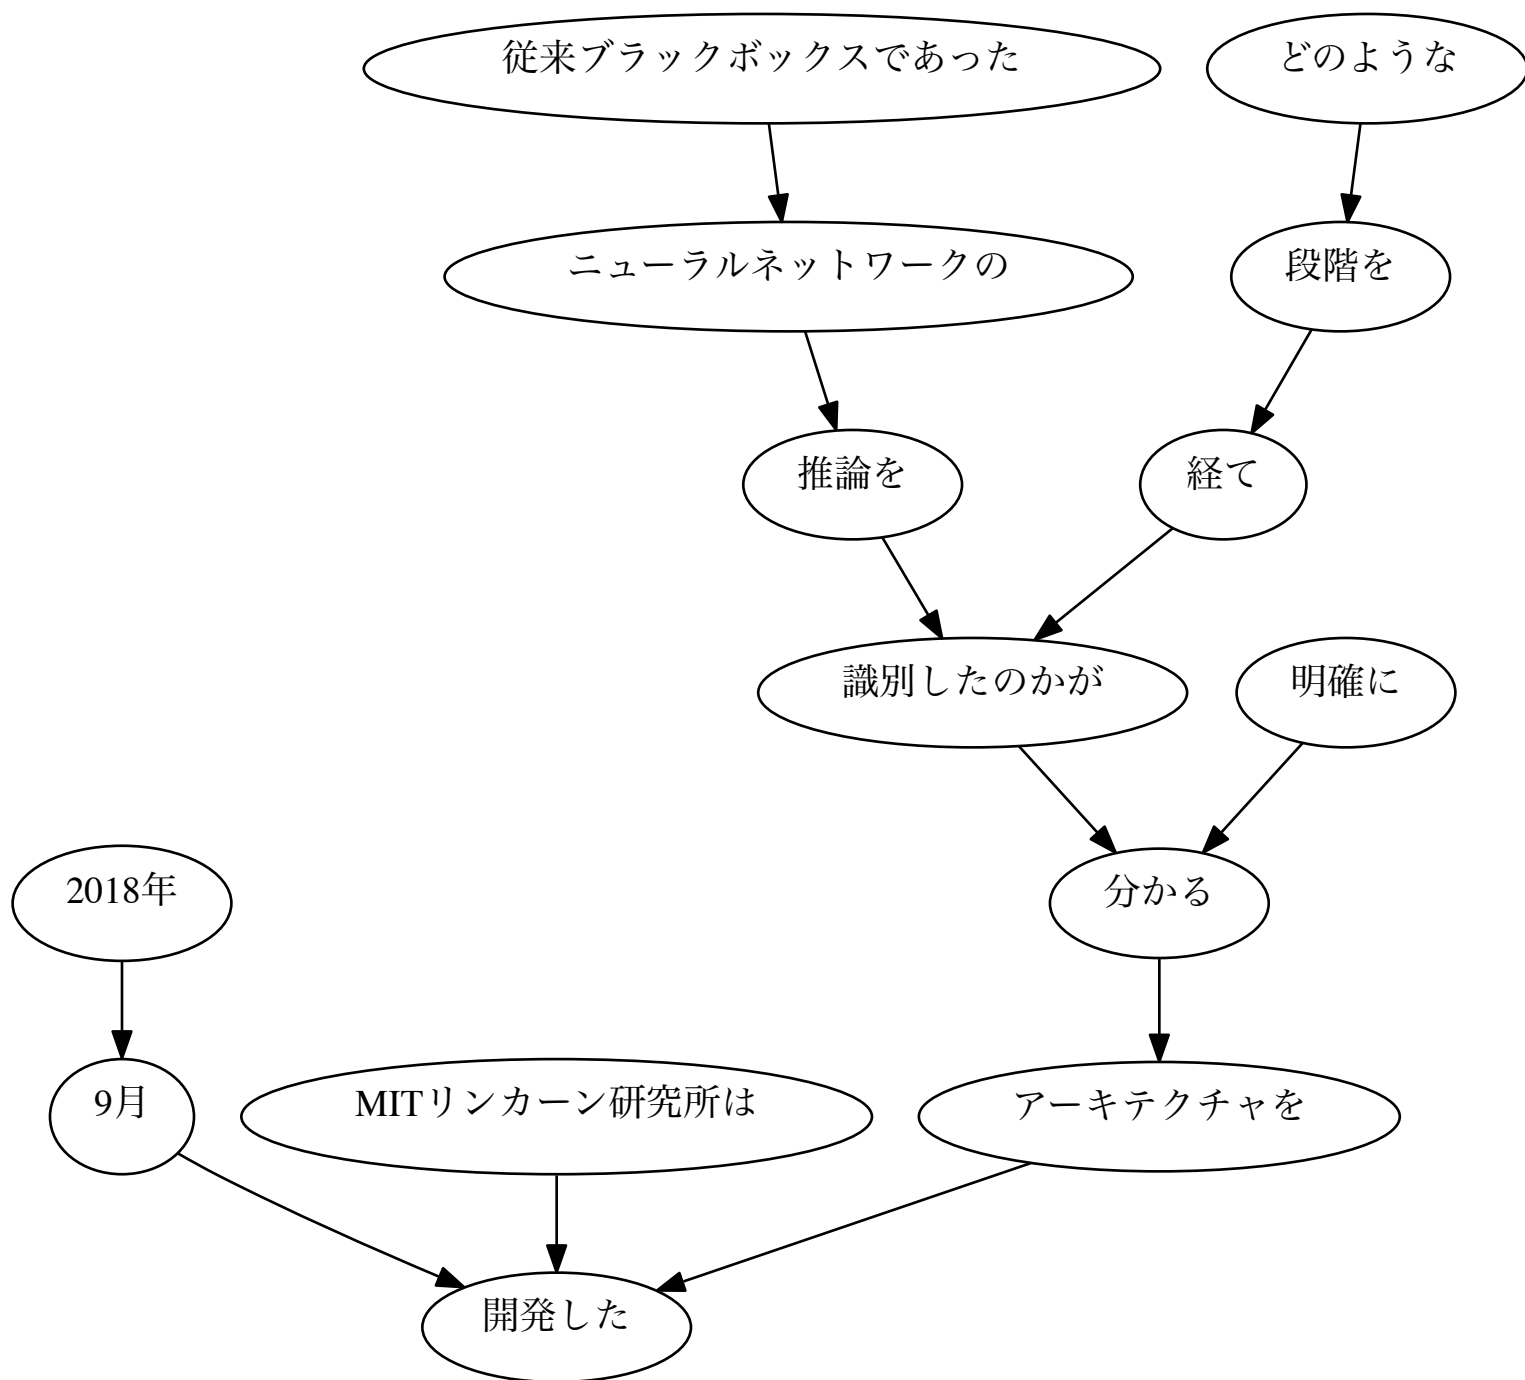 従来ブラックボックスであった
どのような
ニューラルネットワークの
段階を
推論を
経て
識別したのかが
明確に
2018年
分かる
9月
MITリンカーン研究所は
アーキテクチャを
開発した